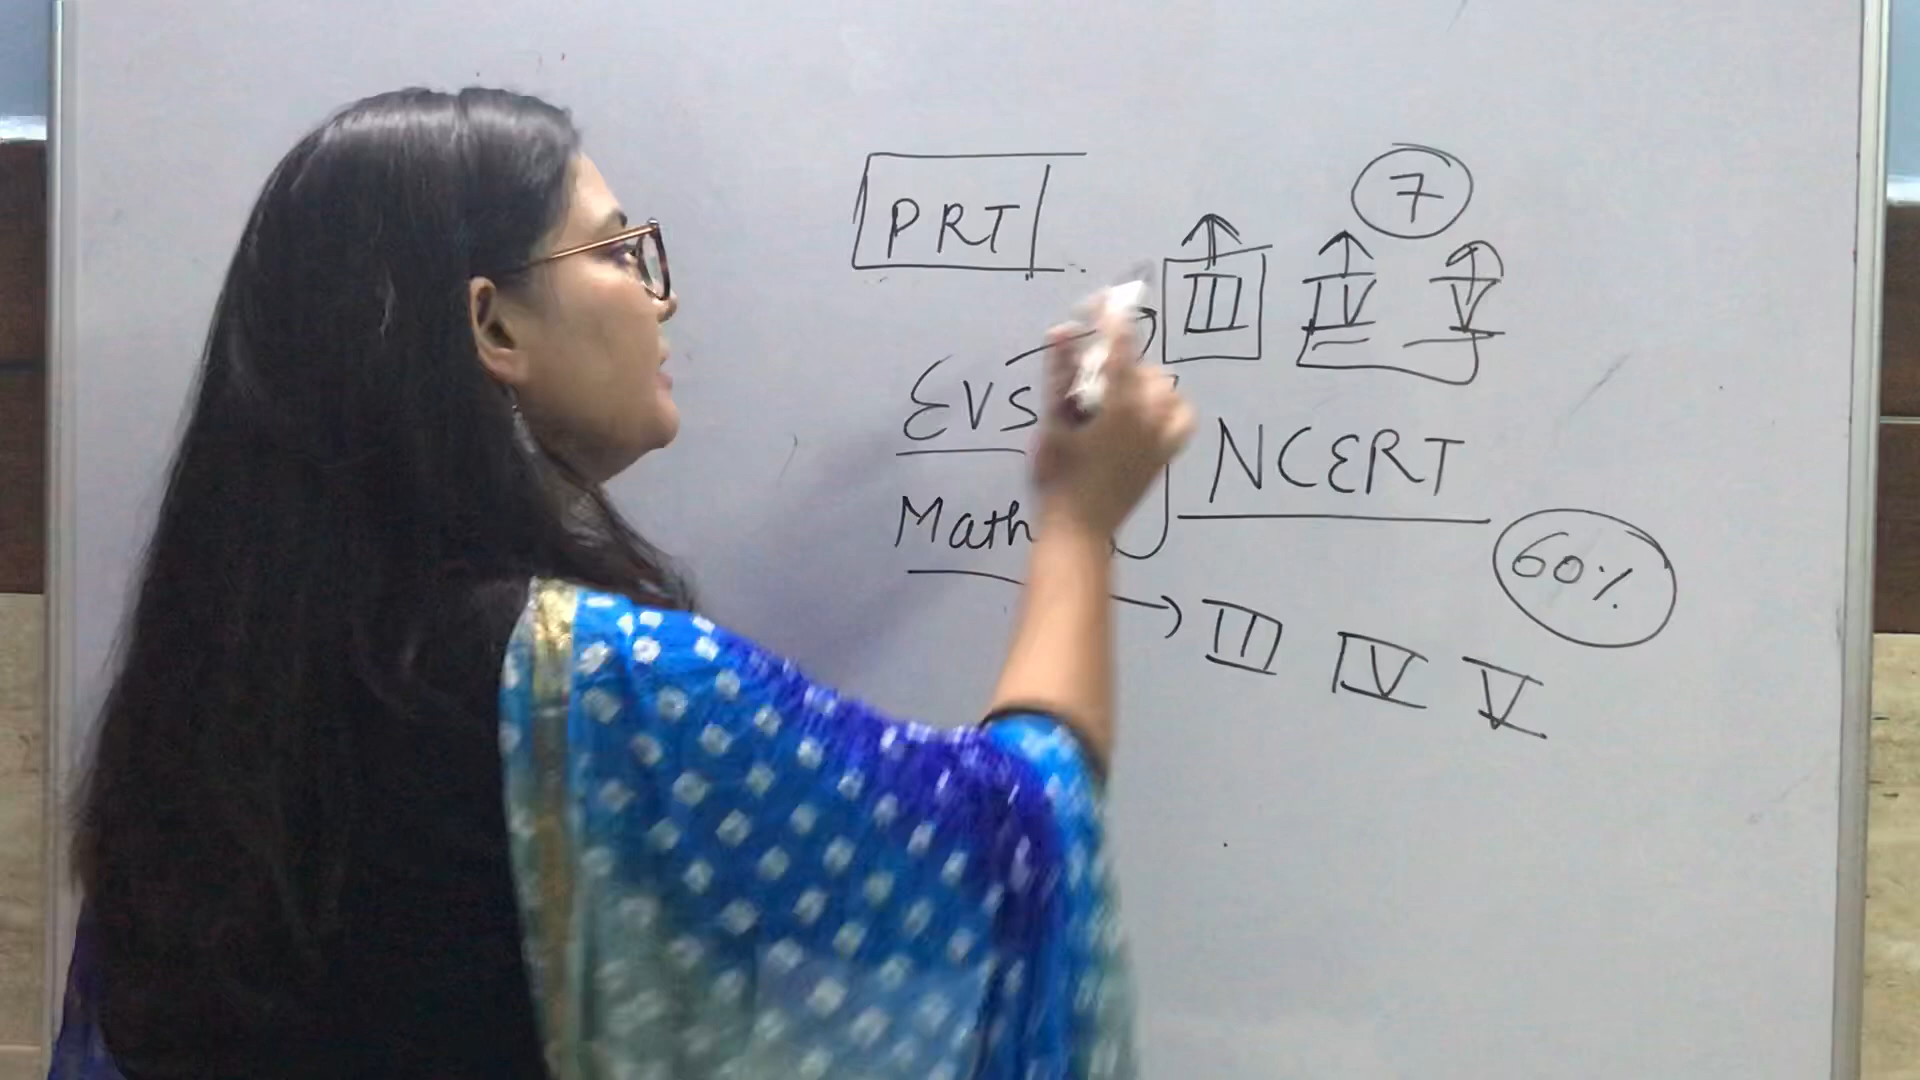 PRT
7
III IV V
EVS
NCERT
Math
60%
III IV V